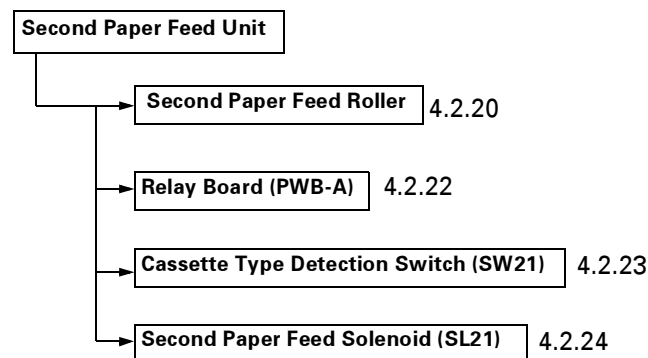 Second Paper Feed Unit
Second Paper Feed Roller 4.2.20
Relay Board (PWB-A) 4.2.22
Cassette Type Detection Switch (SW21) 4.2.23
Second Paper Feed Solenoid (SL21) 4.2.24